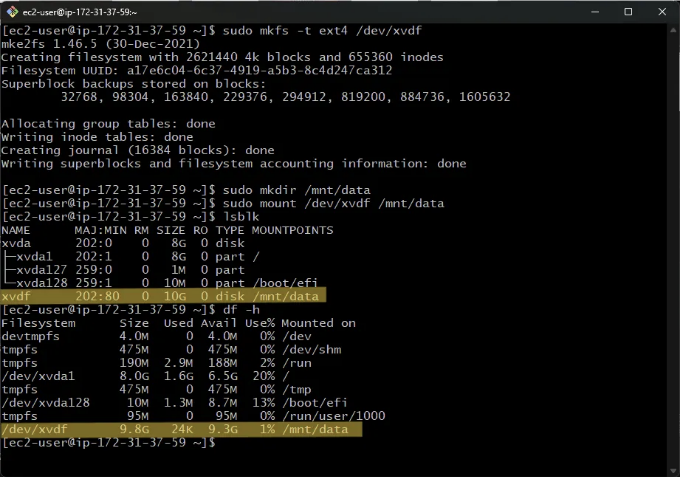 [ec2-user@ip-172-31-37-59:~
[ec2-user@ip-172-31-37-59 ~]$ sudo mkfs -t ext4 /dev/xvdf
mke2fs 1.46.5 (30-Dec-2021)
Creating filesystem with 2621440 4k blocks and 655360 inodes
Filesystem UUID: a17e6c04-6c37-4919-a5b3-8c4d247ca312
Superblock backups stored on blocks:
        32768, 98304, 163840, 229376, 294912, 819200, 884736, 1605632
Allocating group tables: done
Writing inode tables: done
Creating journal (16384 blocks): done
Writing superblocks and filesystem accounting information: done
[ec2-user@ip-172-31-37-59 ~]$ sudo mkdir /mnt/data
[ec2-user@ip-172-31-37-59 ~]$ sudo mount /dev/xvdf /mnt/data
[ec2-user@ip-172-31-37-59 ~]$ lsblk
NAME      MAJ:MIN RM SIZE RO TYPE MOUNTPOINTS
xvda      202:0    0   8G  0 disk
├─xvda1   202:1    0   8G  0 part /
├─xvda127 259:0    0   1M  0 part
└─xvda128 259:1    0  10M  0 part /boot/efi
xvdf      202:80   0  10G  0 disk /mnt/data
[ec2-user@ip-172-31-37-59 ~]$ df -h
Filesystem      Size  Used Avail Use% Mounted on
devtmpfs        4.0M     0  4.0M   0% /dev
tmpfs           475M     0  475M   0% /dev/shm
tmpfs           190M  2.9M  188M   2% /run
/dev/xvda1      8.0G  1.6G  6.5G  20% /
tmpfs           475M     0  475M   0% /tmp
/dev/xvda128     10M  1.3M  8.7M  13% /boot/efi
tmpfs            95M     0   95M   0% /run/user/1000
/dev/xvdf       9.8G   24K  9.3G   1% /mnt/data
[ec2-user@ip-172-31-37-59 ~]$